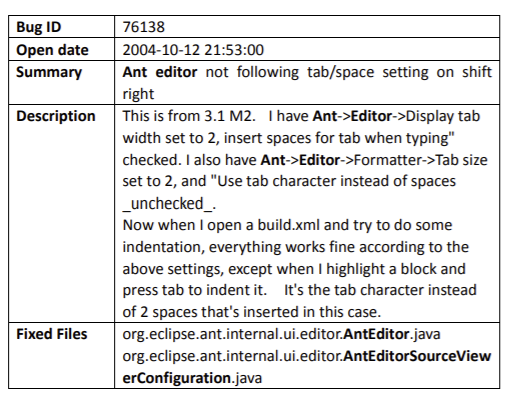 Bug ID 76138
Open date 2004-10-12 21:53:00
Summary Ant editor not following tab/space setting on shift
right
Description This is from 3.1 M2. I have Ant->Editor->Display tab
width set to 2, insert spaces for tab when typing"
checked. I also have Ant->Editor->Formatter->Tab size
set to 2, and "Use tab character instead of spaces
_unchecked_.
Now when I open a build.xml and try to do some
indentation, everything works fine according to the
above settings, except when I highlight a block and
press tab to indent it. It's the tab character instead
of 2 spaces that's inserted in this case.
Fixed Files org.eclipse.ant.internal.ui.editor.AntEditor.java
org.eclipse.ant.internal.ui.editor.AntEditorSourceView
erConfiguration.java